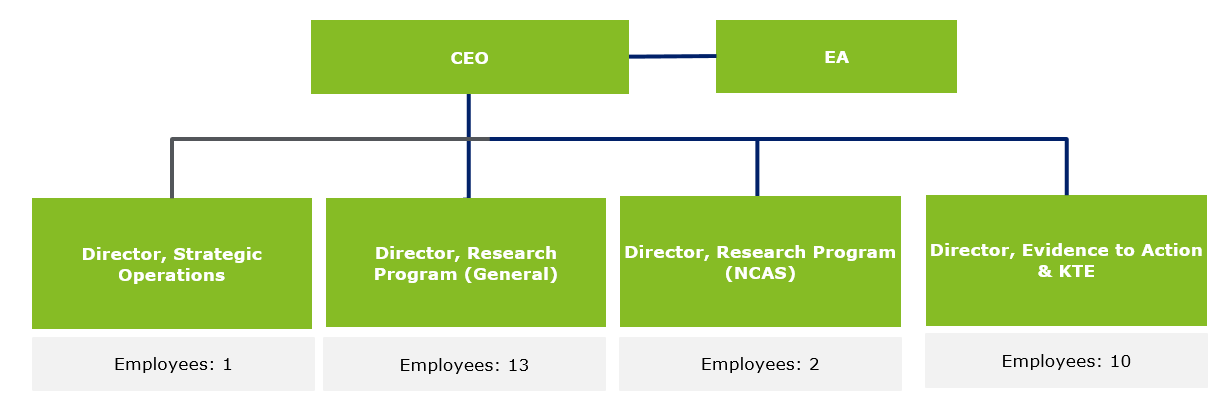 CEO
EA
Director, Strategic
Operations
Director, Research
Program (General)
Director, Research Program
(NCAS)
Director, Evidence to Action
& KTE
Employees: 1
Employees: 13
Employees: 2
Employees: 10